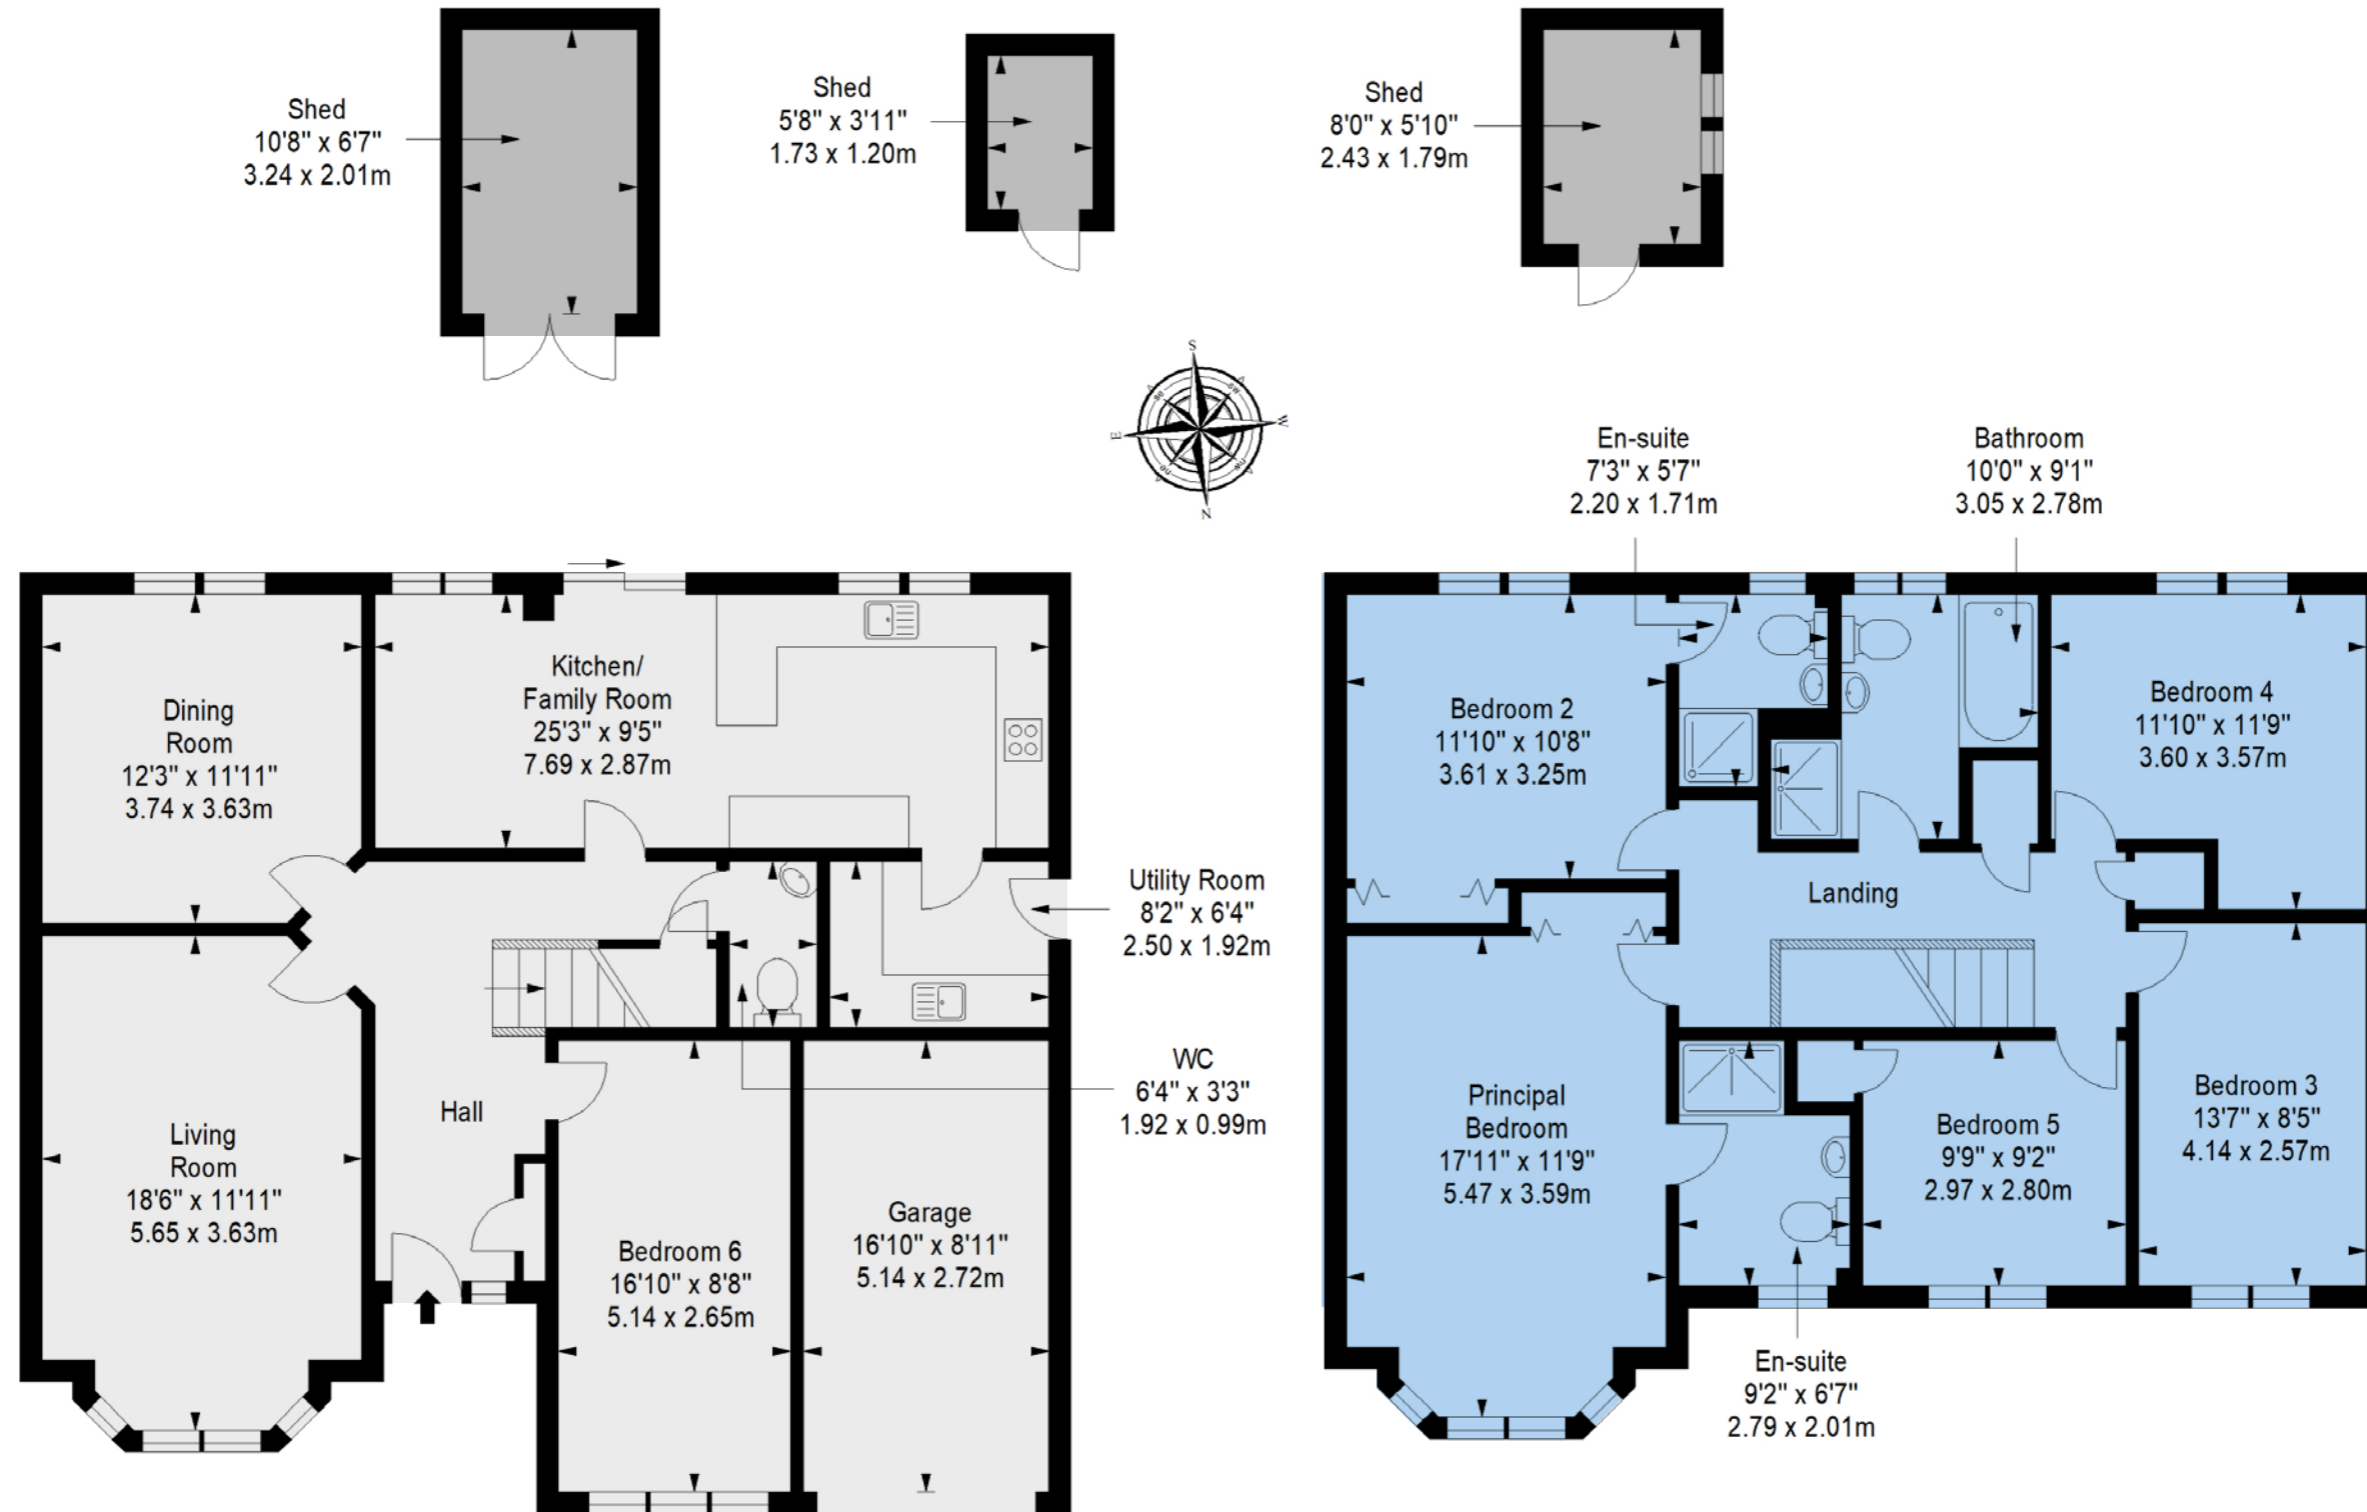 Shed
10'8" x 6'7"
3.24 x 2.01m
Shed
5'8" x 3'11"
1.73 x 1.20m
Shed
8'0" x 5'10"
2.43 x 1.79m
S
SE
SW
E
W
NE
NW
N
En-suite
7'3" x 5'7"
2.20 x 1.71m
Bathroom
10'0" x 9'1"
3.05 x 2.78m
Dining
Room
12'3" x 11'11"
3.74 x 3.63m
Kitchen/
Family Room
25'3" x 9'5"
7.69 x 2.87m
Utility Room
8'2" x 6'4"
2.50 x 1.92m
WC
6'4" x 3'3"
1.92 x 0.99m
Hall
Living
Room
18'6" x 11'11"
5.65 x 3.63m
Bedroom 6
16'10" x 8'8"
5.14 x 2.65m
Garage
16'10" x 8'11"
5.14 x 2.72m
Bedroom 2
11'10" x 10'8"
3.61 x 3.25m
Bedroom 4
11'10" x 11'9"
3.60 x 3.57m
Landing
Principal
Bedroom
17'11" x 11'9"
5.47 x 3.59m
Bedroom 5
9'9" x 9'2"
2.97 x 2.80m
Bedroom 3
13'7" x 8'5"
4.14 x 2.57m
En-suite
9'2" x 6'7"
2.79 x 2.01m